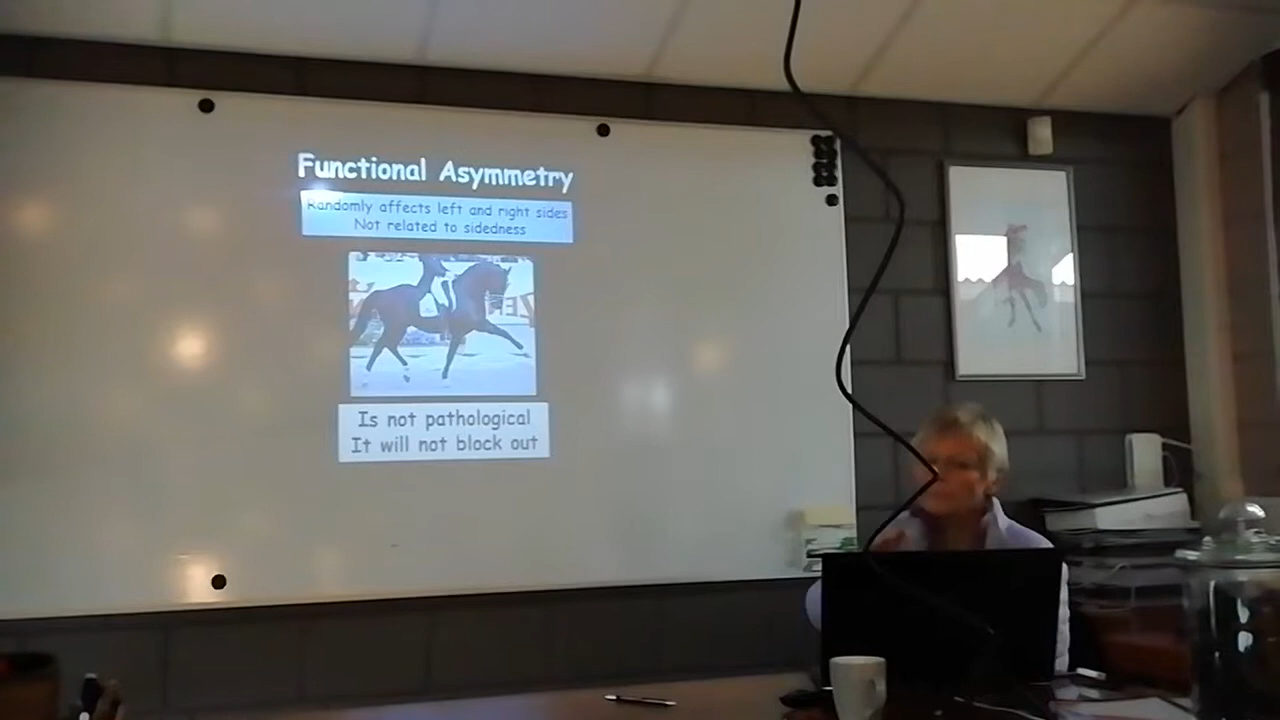 Functional Asymmetry
Randomly affects left and right sides
Not related to sidedness
Is not pathological
It will not block out